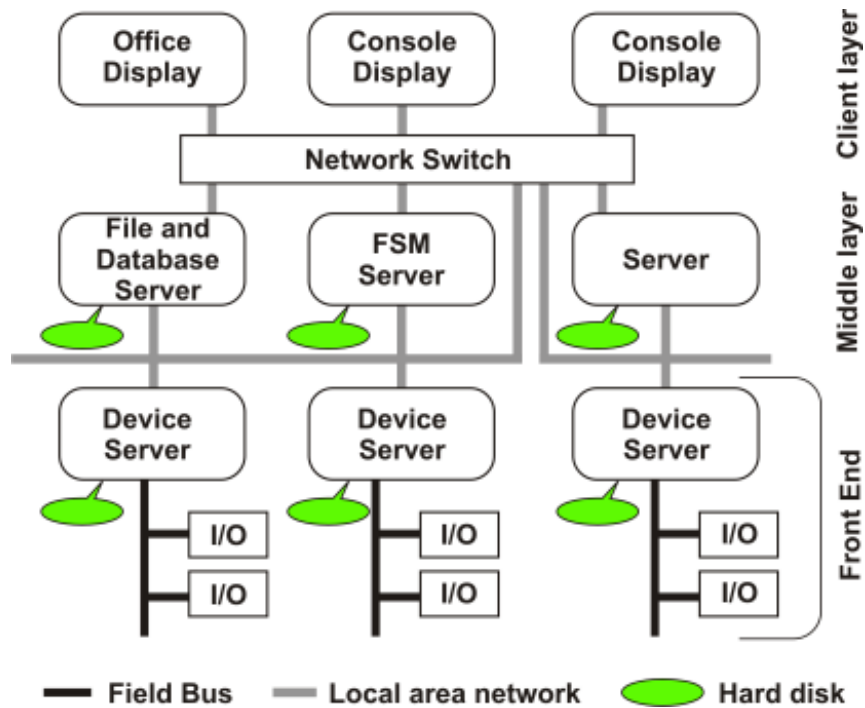 Office
Display
Console
Display
Console
Display
Client layer
Network Switch
File and
Database
Server
FSM
Server
Server
Middle layer
Device
Server
Device
Server
Device
Server
I/O
I/O
I/O
I/O
I/O
I/O
Front End
Field Bus
Local area network
Hard disk